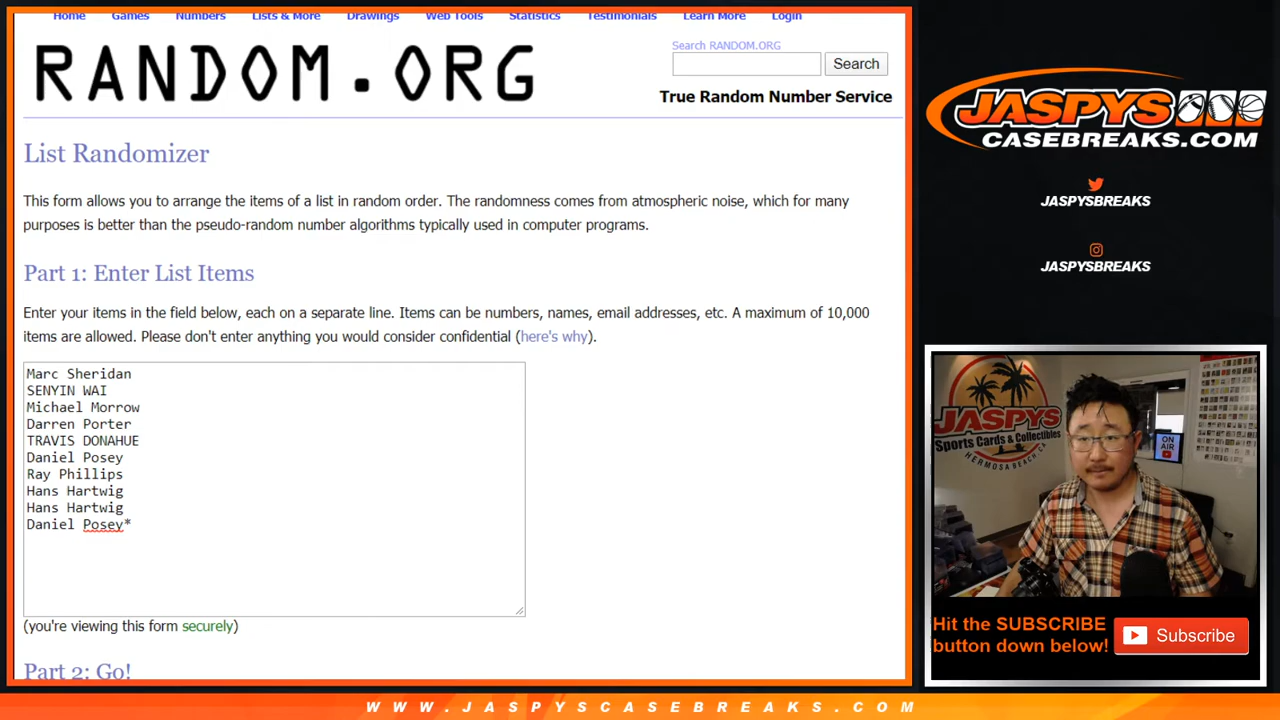 Home Games Numbers Lists & More Drawings Web Tools Statistics Testimonials Learn More Login
RANDOM.ORG
Search RANDOM.ORG
Search
True Random Number Service
List Randomizer
This form allows you to arrange the items of a list in random order. The randomness comes from atmospheric noise, which for many
purposes is better than the pseudo-random number algorithms typically used in computer programs.
Part 1: Enter List Items
Enter your items in the field below, each on a separate line. Items can be numbers, names, email addresses, etc. A maximum of 10,000
items are allowed. Please don't enter anything you would consider confidential (here's why).
Marc Sheridan
SENYIN WAI
Michael Morrow
Darren Porter
TRAVIS DONAHUE
Daniel Posey
Ray Phillips
Hans Hartwig
Hans Hartwig
Daniel Posey*
(you're viewing this form securely)
Part 2: Go!
JASPYS
CASEBREAKS.COM
JASPYSBREAKS
JASPYSBREAKS
JASPYS
Sports Cards & Collectibles
HERMOSA BEACH, CA
ON
AIR
Hit the SUBSCRIBE
button down below!
Subscribe
WWW.JASPYSCASEBREAKS.COM